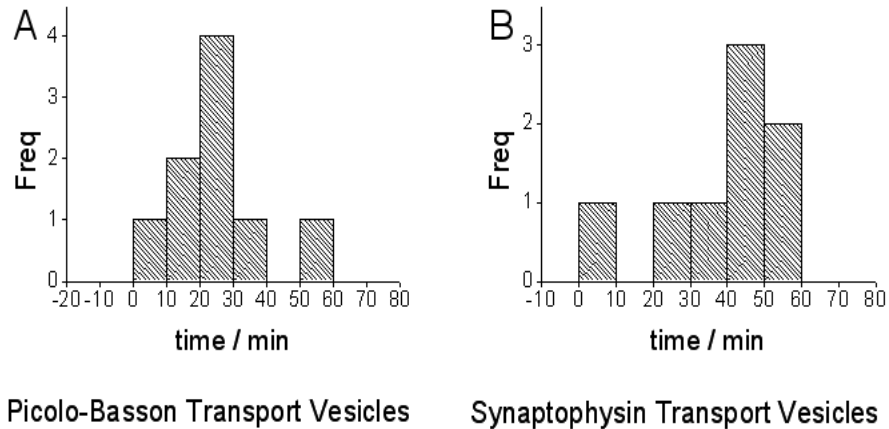 A
Freq
4
3
2
1
0
-20 -10 0 10 20 30 40 50 60 70 80
time / min
Picolo-Basson Transport Vesicles
B
Freq
3
2
1
0
-10 0 10 20 30 40 50 60 70 80
time / min
Synaptophysin Transport Vesicles